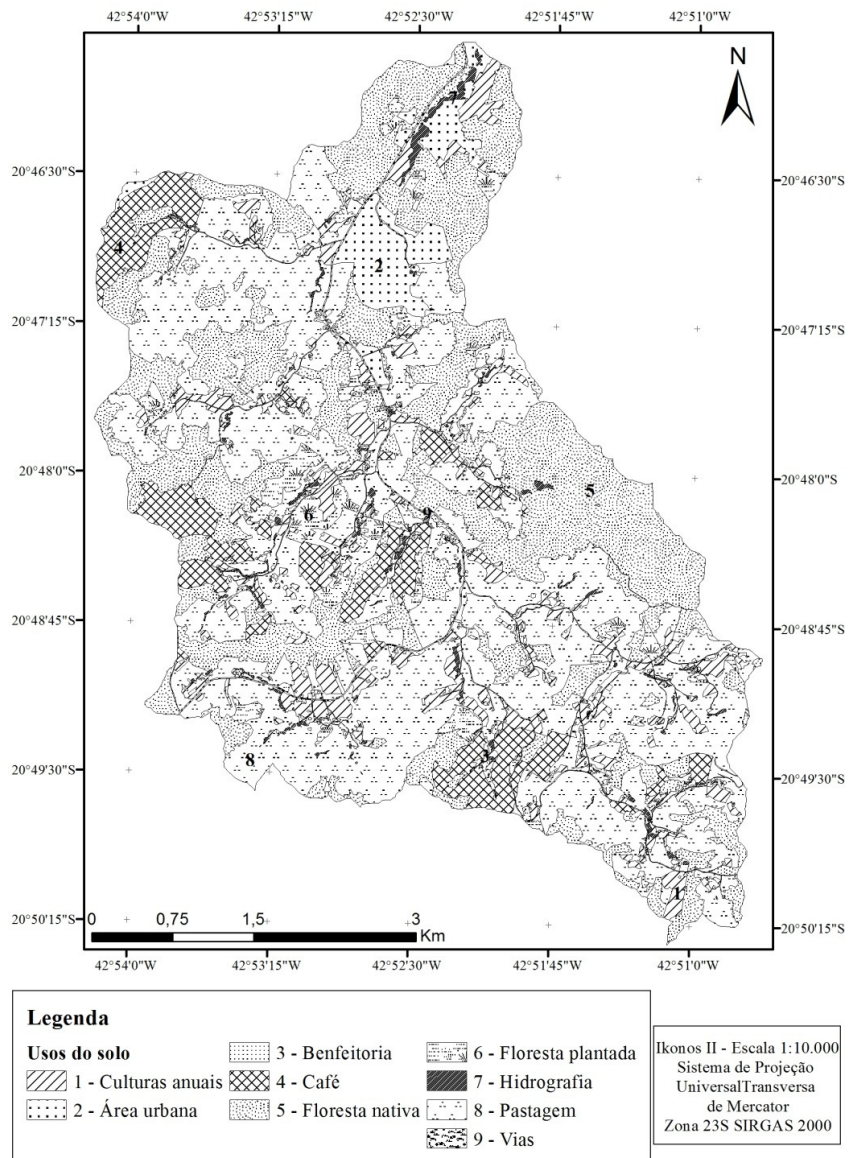 42°54'0"W 42°53'15"W 42°52'30"W 42°51'45"W 42°51'0"W
N
7
20°46'30"S 20°46'30"S
4
2
20°47'15"S 20°47'15"S
20°48'0"S 20°48'0"S
5
6 9
20°48'45"S 20°48'45"S
8 3
20°49'30"S 20°49'30"S
1
20°50'15"S 20°50'15"S
0 0,75 1,5 3
Km
42°54'0"W 42°53'15"W 42°52'30"W 42°51'45"W 42°51'0"W
Legenda
Usos do solo
1 - Culturas anuais
2 - Área urbana
3 - Benfeitoria
4 - Café
5 - Floresta nativa
6 - Floresta plantada
7 - Hidrografia
8 - Pastagem
9 - Vias
Ikonos II - Escala 1:10.000
Sistema de Projeção
UniversalTransversa
de Mercator
Zona 23S SIRGAS 2000